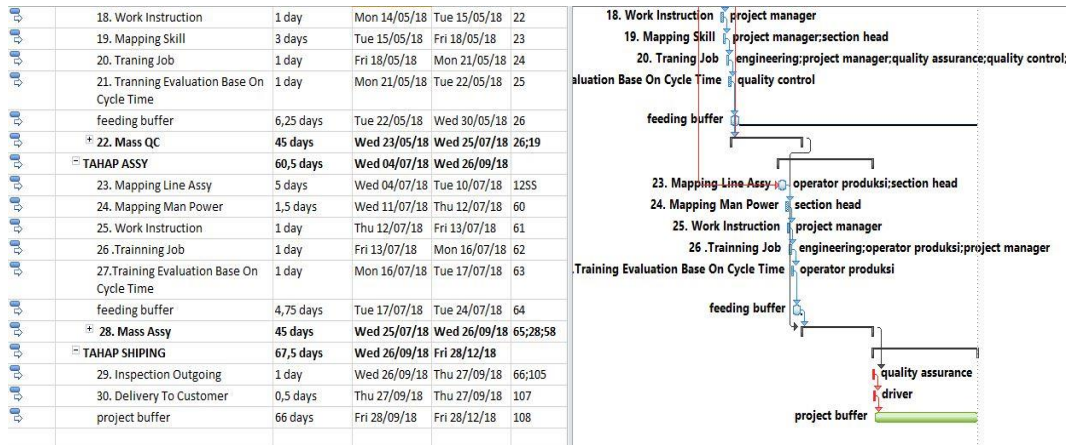 18. Work Instruction 1 day Mon 14/05/18 Tue 15/05/18 22
19. Mapping Skill 3 days Tue 15/05/18 Fri 18/05/18 23
20. Traning Job 1 day Fri 18/05/18 Mon 21/05/18 24
21. Tranning Evaluation Base On 1 day Mon 21/05/18 Tue 22/05/18 25
Cycle Time
feeding buffer 6,25 days Tue 22/05/18 Wed 30/05/18 26
22. Mass QC 45 days Wed 23/05/18 Wed 25/07/18 26;19
TAHAP ASSY 60,5 days Wed 04/07/18 Wed 26/09/18
23. Mapping Line Assy 5 days Wed 04/07/18 Tue 10/07/18 12SS
24. Mapping Man Power 1,5 days Wed 11/07/18 Thu 12/07/18 60
25. Work Instruction 1 day Thu 12/07/18 Fri 13/07/18 61
26 .Trainning Job 1 day Fri 13/07/18 Mon 16/07/18 62
27.Training Evaluation Base On 1 day Mon 16/07/18 Tue 17/07/18 63
Cycle Time
feeding buffer 4,75 days Tue 17/07/18 Tue 24/07/18 64
28. Mass Assy 45 days Wed 25/07/18 Wed 26/09/18 65;28;58
TAHAP SHIPING 67,5 days Wed 26/09/18 Fri 28/12/18
29. Inspection Outgoing 1 day Wed 26/09/18 Thu 27/09/18 66;105
30. Delivery To Customer 0,5 days Thu 27/09/18 Thu 27/09/18 107
project buffer 66 days Fri 28/09/18 Fri 28/12/18 108
18. Work Instruction project manager
19. Mapping Skill project manager;section head
20. Traning Job engineering;project manager;quality assurance;quality control;
aluation Base On Cycle Time quality control
feeding buffer
23. Mapping Line Assy operator produksi;section head
24. Mapping Man Power section head
25. Work Instruction project manager
26 .Trainning Job engineering;operator produksi;project manager
.Training Evaluation Base On Cycle Time operator produksi
feeding buffer
quality assurance
driver
project buffer